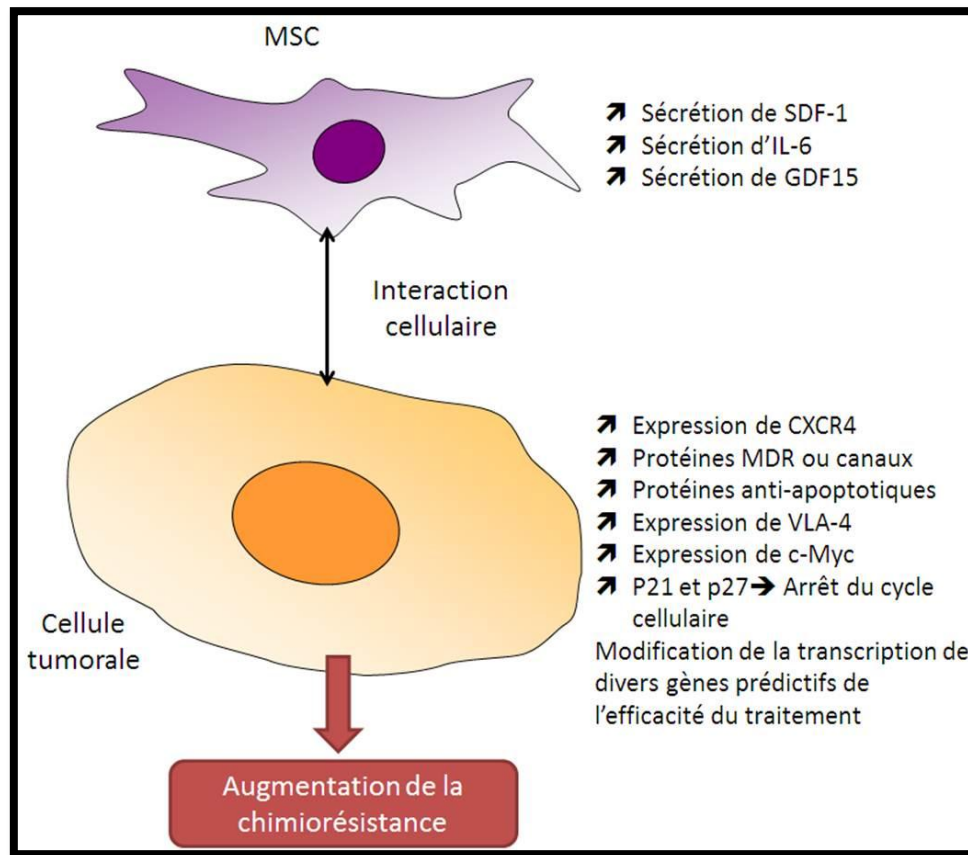 MSC
↗ Sécrétion de SDF-1
↗ Sécrétion d'IL-6
↗ Sécrétion de GDF15
Interaction
cellulaire
↗ Expression de CXCR4
↗ Protéines MDR ou canaux
↗ Protéines anti-apoptotiques
↗ Expression de VLA-4
↗ Expression de c-Myc
↗ P21 et p27➔ Arrêt du cycle
cellulaire
Modification de la transcription de
divers gènes prédictifs de
l'efficacité du traitement
Cellule
tumorale
Augmentation de la
chimiorésistance